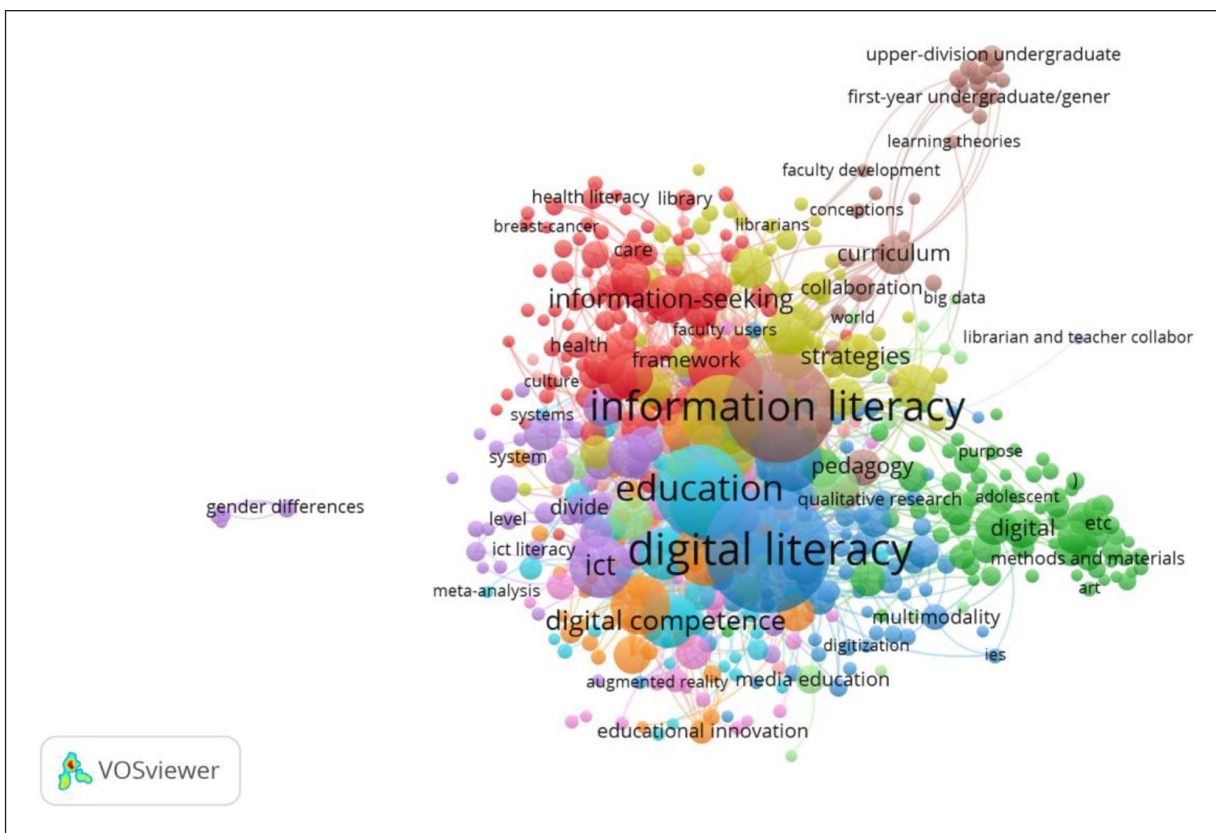 upper-division undergraduate
first-year undergraduate/gener
learning theories
faculty development
health literacy
library
conceptions
breast-cancer
librarians
care
curriculum
information-seeking
collaboration
big data
world
faculty
users
librarian and teacher collabor
health
framework
strategies
culture
information literacy
systems
system
pedagogy
purpose
)
education
qualitative research
adolescent
gender differences
divide
level
digital
etc
ict literacy
digital literacy
methods and materials
ict
meta-analysis
art
digital competence
multimodality
digitization
ies
augmented reality
media education
educational innovation
VOSviewer